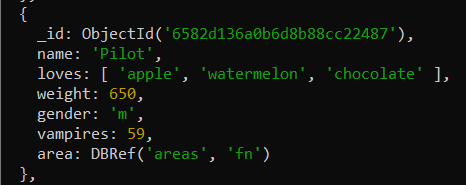 },
{
_id: ObjectId('6582d136a0b6d8b88cc22487'),
name: 'Pilot',
loves: [ 'apple', 'watermelon', 'chocolate' ],
weight: 650,
gender: 'm',
vampires: 59,
area: DBRef('areas', 'fn')
},